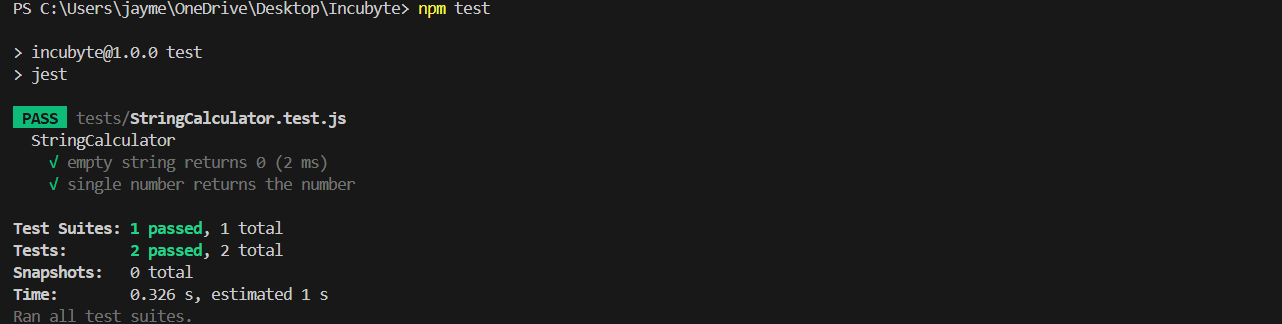 PS C:\Users\jayme\OneDrive\Desktop\Incubyte> npm test
> incubyte@1.0.0 test
> jest
PASS tests/StringCalculator.test.js
StringCalculator
√ empty string returns 0 (2 ms)
√ single number returns the number
Test Suites: 1 passed, 1 total
Tests: 2 passed, 2 total
Snapshots: 0 total
Time: 0.326 s, estimated 1 s
Ran all test suites.